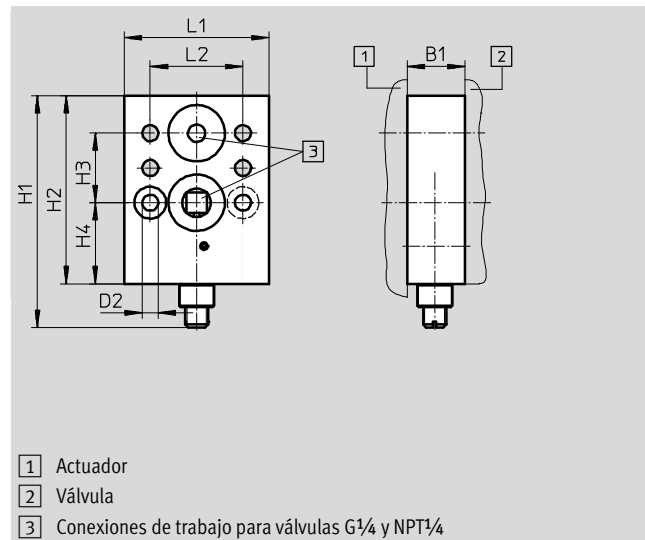 L1
L2
1
B1
2
3
H1
H2
H3
H4
D2
1 Actuador
2 Válvula
3 Conexiones de trabajo para válvulas G¼ y NPT¼